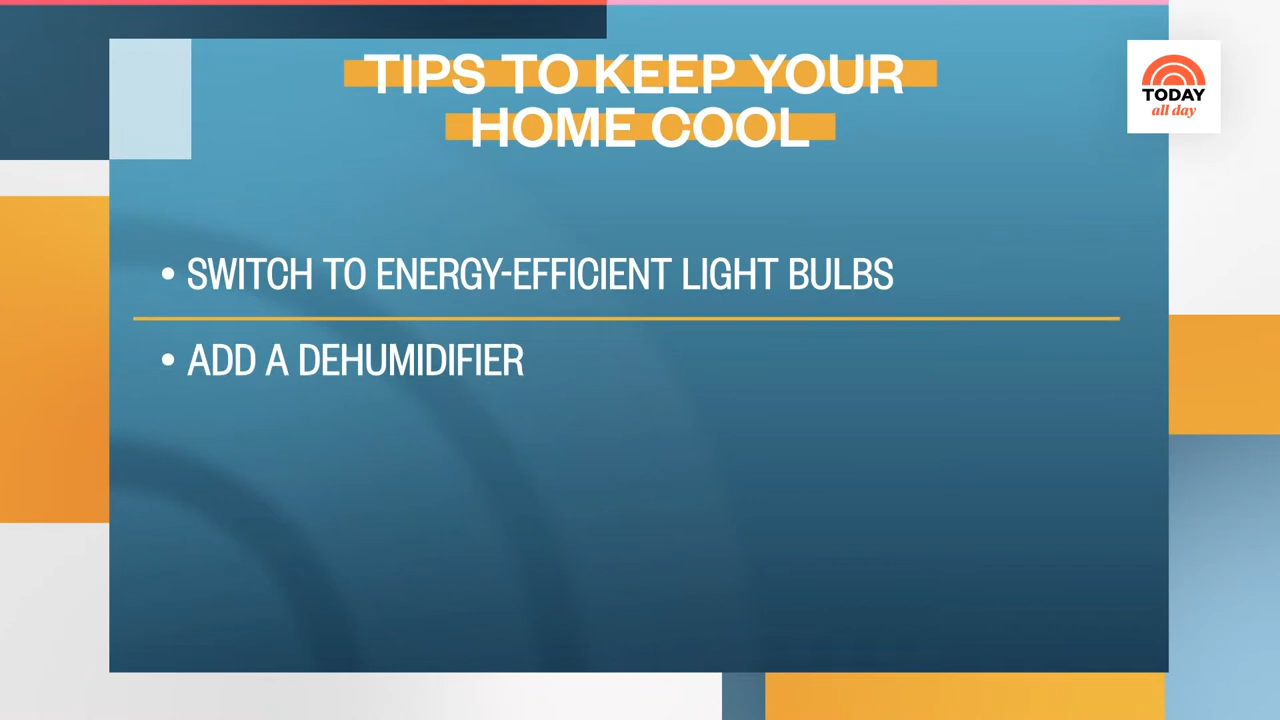 TIPS TO KEEP YOUR
HOME COOL
TODAY
all day
• SWITCH TO ENERGY-EFFICIENT LIGHT BULBS
• ADD A DEHUMIDIFIER